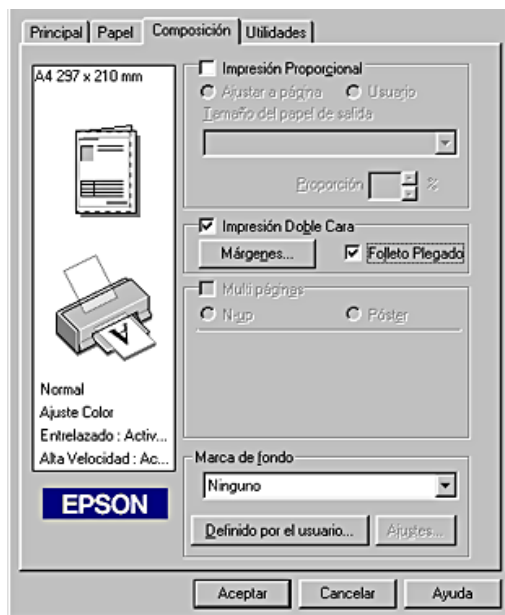 Principal Papel Composición Utilidades
A4 297 x 210 mm
A
Normal
Ajuste Color
Entrelazado : Activ...
Alta Velocidad : Ac...
EPSON
Impresión Proporcional
Ajustar a página Usuario
Tamaño del papel de salida
Proporción %
Impresión Doble Cara
Márgenes... Folleto Plegado
Multi páginas
N-up Póster
Marca de fondo
Ninguno
Definido por el usuario... Ajustes...
Aceptar Cancelar Ayuda